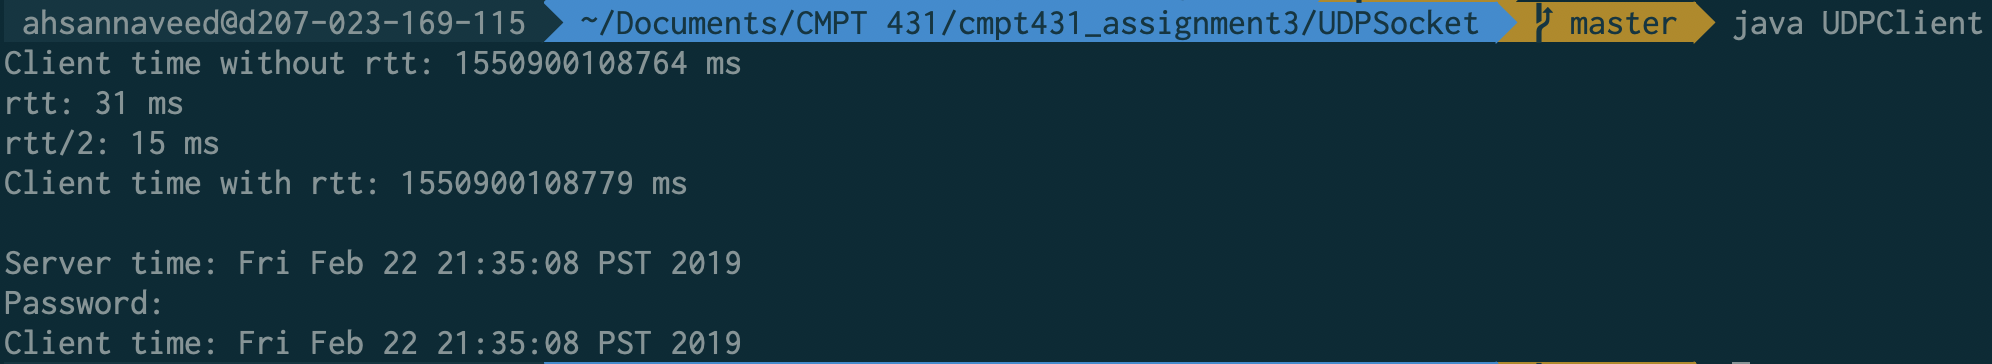 ahsannaveed@d207-023-169-115 ~/Documents/CMPT 431/cmpt431_assignment3/UDPSocket master java UDPClient
Client time without rtt: 1550900108764 ms
rtt: 31 ms
rtt/2: 15 ms
Client time with rtt: 1550900108779 ms
Server time: Fri Feb 22 21:35:08 PST 2019
Password:
Client time: Fri Feb 22 21:35:08 PST 2019